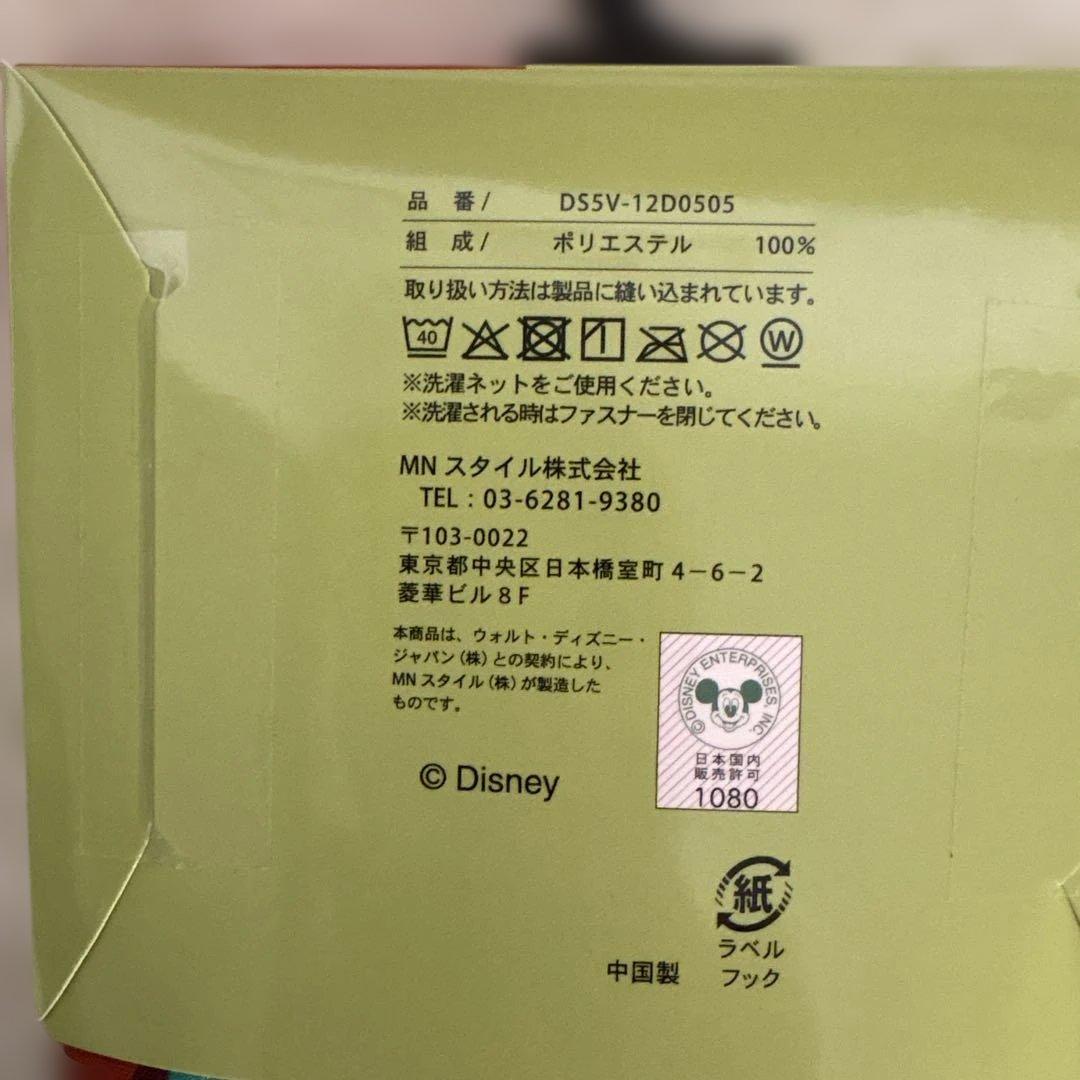 品 番/ DS5V-12D0505
組 成/ ポリエステル 100%
取り扱い方法は製品に縫い込まれています。
40 W
※洗濯ネットをご使用ください。
※洗濯される時はファスナーを閉じてください。
MN スタイル株式会社
TEL : 03-6281-9380
〒103-0022
東京都中央区日本橋室町 4－6－2
菱華ビル 8 F
本商品は、ウォルト・ディズニー・
ジャパン (株) との契約により、
MN スタイル (株) が製造した
ものです。
©DISNEY ENTERPRISES, INC.
日本国内
販売許可
1080
© Disney
紙
ラベル
フック
中国製